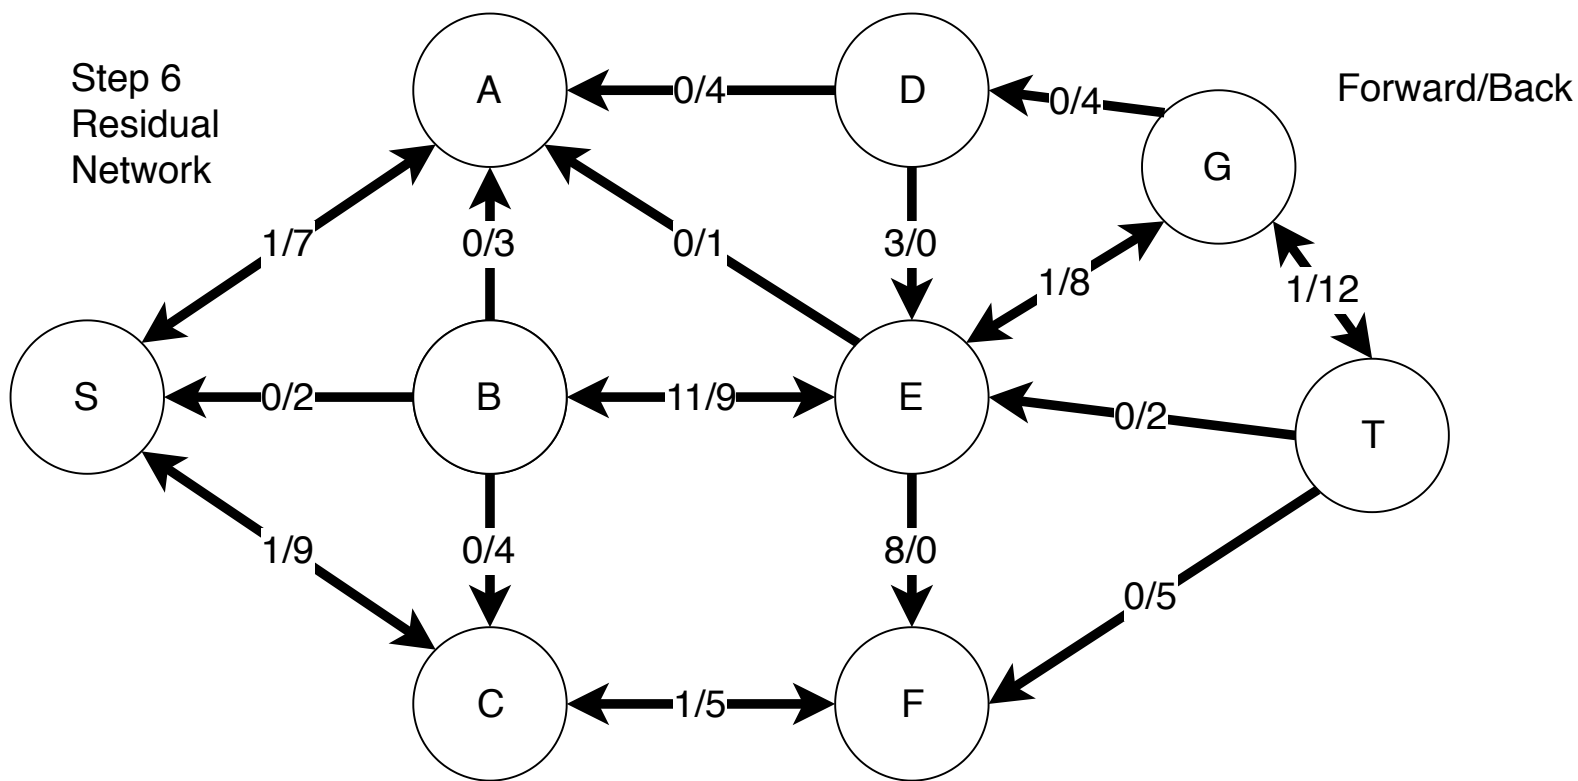 Step 6
Residual
Network
Forward/Back
A
0/4
D
0/4
G
1/7
0/3
0/1
3/0
1/8
1/12
S
0/2
B
11/9
E
0/2
T
1/9
0/4
8/0
0/5
C
1/5
F